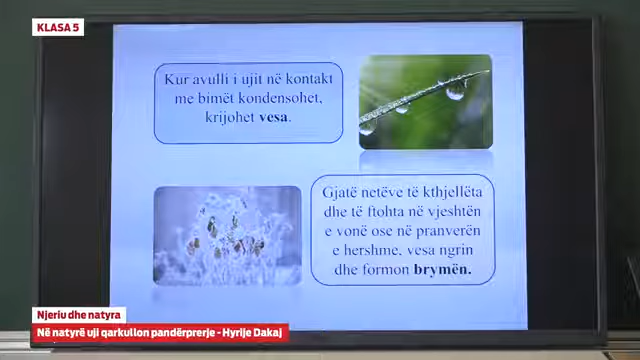 KLASA 5
Kur avulli i ujit në kontakt
me bimët kondensohet,
krijohet vesa.
Gjatë netëve të kthjellëta
dhe të ftohta në vjeshtën
e vonë ose në pranverën
e hershme, vesa ngrin
dhe formon brymën.
Njeriu dhe natyra
Në natyrë uji qarkullon pandërprerje - Hyrije Dakaj